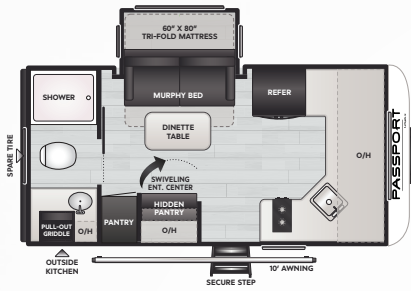 60" X 80"
TRI-FOLD MATTRESS
MURPHY BED
REFER
SHOWER
DINETTE
TABLE
O/H
PASSPORT
SPARE TIRE
SWIVELING
ENT. CENTER
HIDDEN
PANTRY
PANTRY
O/H
PULL-OUT
GRIDDLE
O/H
OUTSIDE
KITCHEN
10' AWNING
SECURE STEP